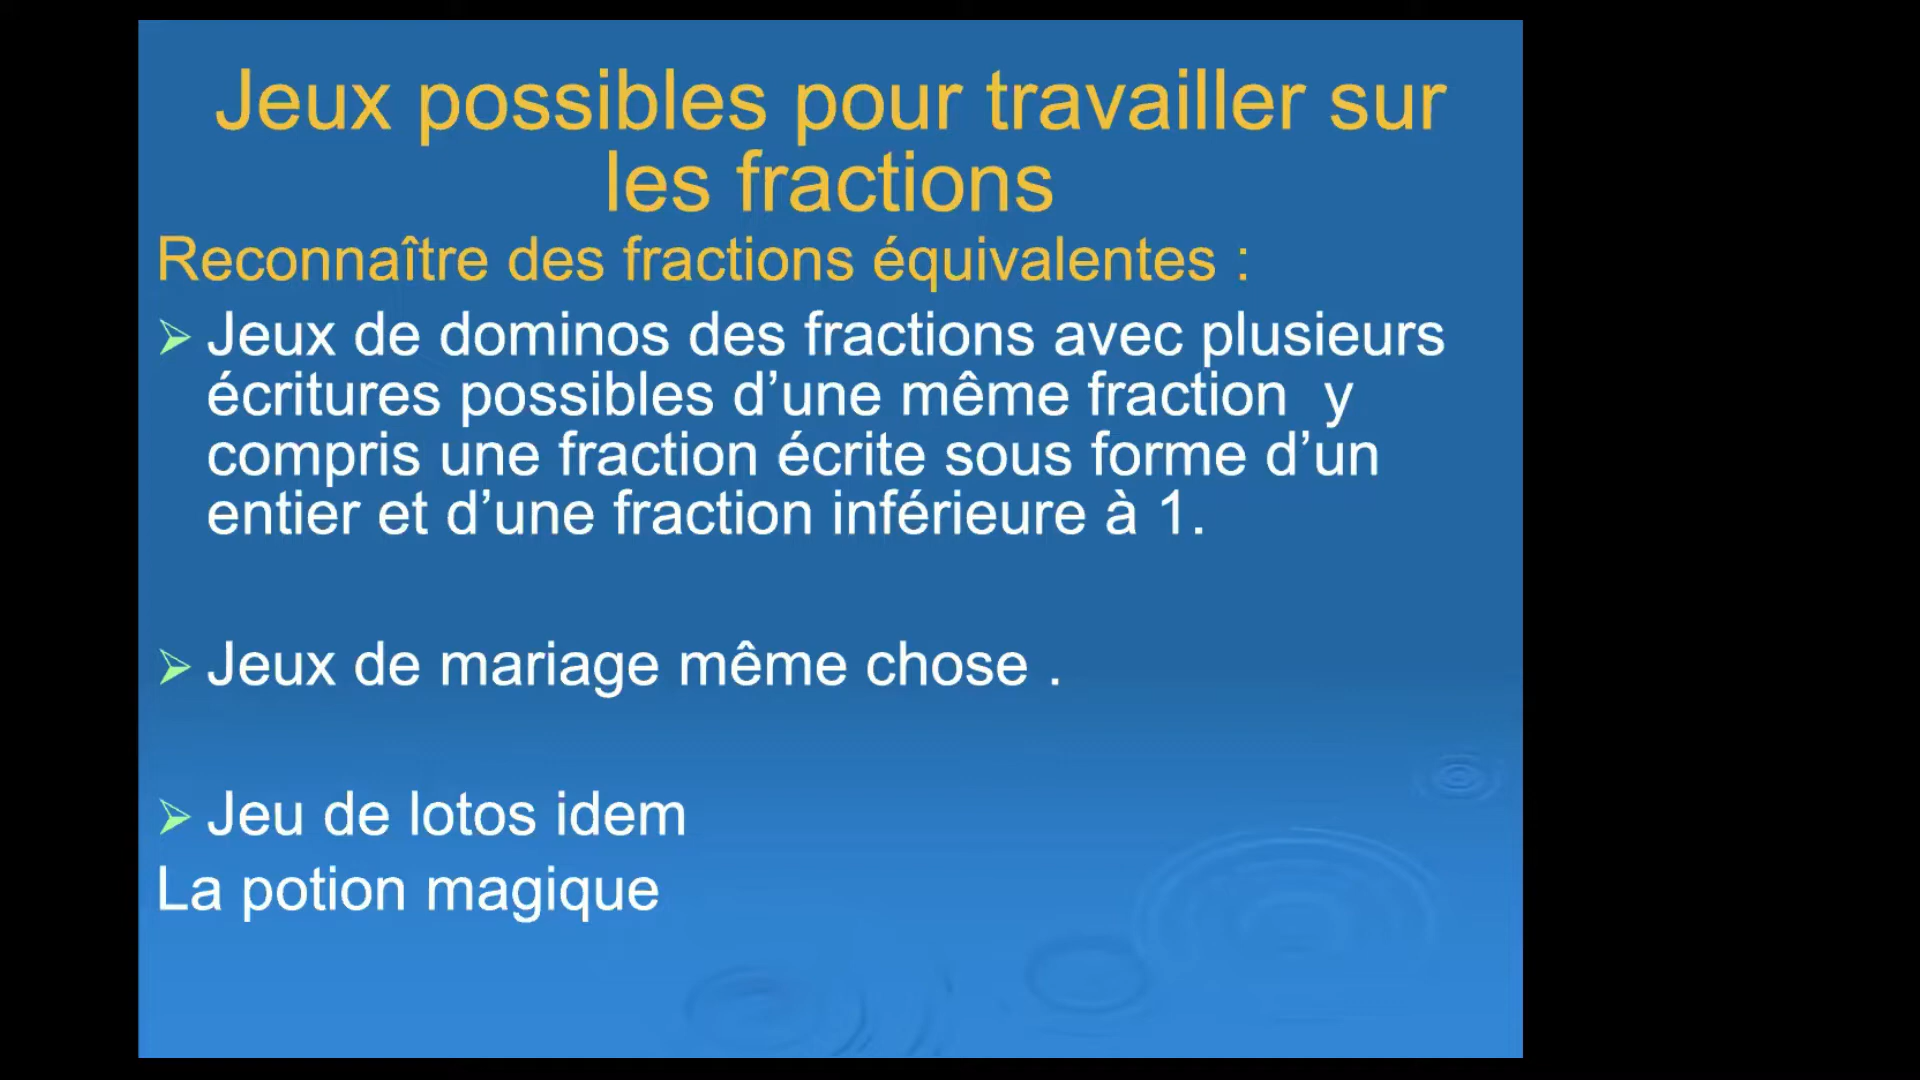 Jeux possibles pour travailler sur
les fractions
Reconnaître des fractions équivalentes :
Jeux de dominos des fractions avec plusieurs
écritures possibles d’une même fraction  y
compris une fraction écrite sous forme d’un
entier et d’une fraction inférieure à 1.
Jeux de mariage même chose .
Jeu de lotos idem
La potion magique